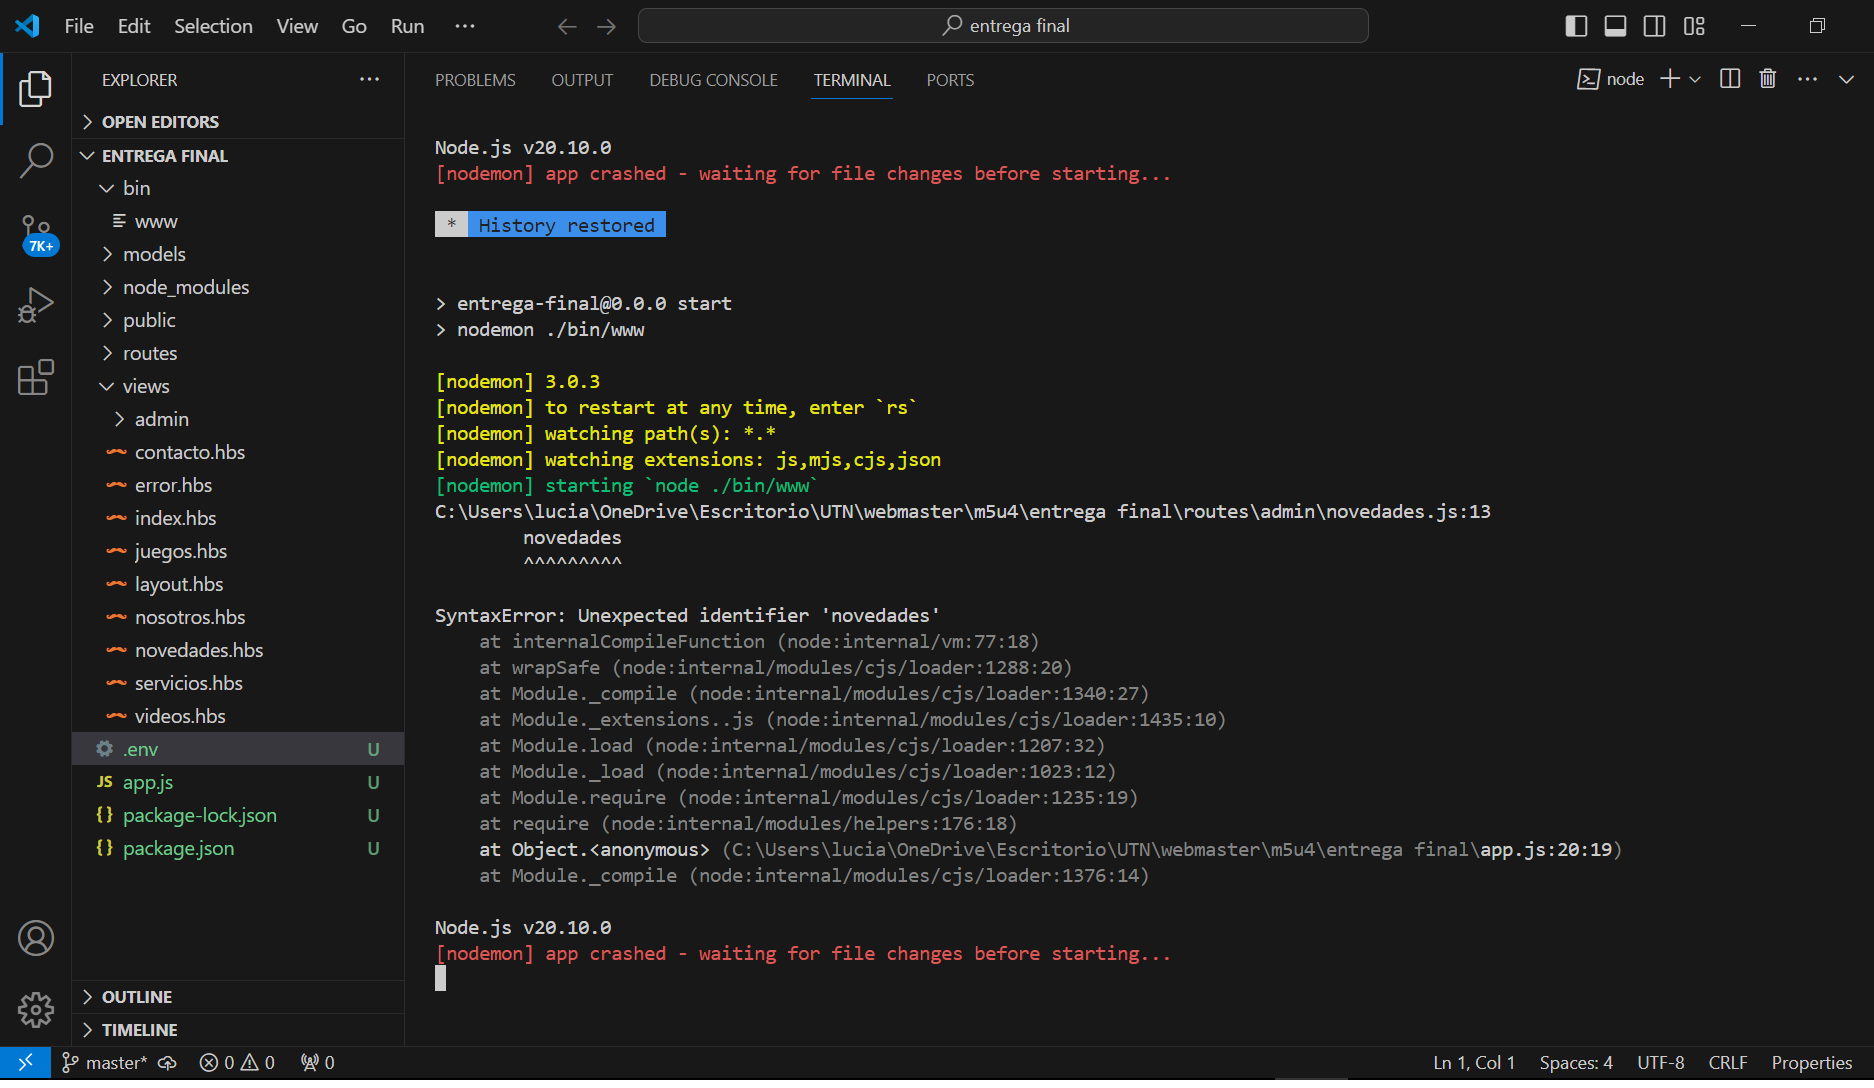 File Edit Selection View Go Run ··· entrega final
EXPLORER ···
OPEN EDITORS
ENTREGA FINAL
bin
www
models
node_modules
public
routes
views
admin
contacto.hbs
error.hbs
index.hbs
juegos.hbs
layout.hbs
nosotros.hbs
novedades.hbs
servicios.hbs
videos.hbs
.env U
JS app.js U
{} package-lock.json U
{} package.json U
OUTLINE
TIMELINE
7K+
PROBLEMS OUTPUT DEBUG CONSOLE TERMINAL PORTS
node
Node.js v20.10.0
[nodemon] app crashed - waiting for file changes before starting...
* History restored
> entrega-final@0.0.0 start
> nodemon ./bin/www
[nodemon] 3.0.3
[nodemon] to restart at any time, enter `rs`
[nodemon] watching path(s): *.*
[nodemon] watching extensions: js,mjs,cjs,json
[nodemon] starting `node ./bin/www`
C:\Users\lucia\OneDrive\Escritorio\UTN\webmaster\m5u4\entrega final\routes\admin\novedades.js:13
novedades
^^^^^^^^^
SyntaxError: Unexpected identifier 'novedades'
at internalCompileFunction (node:internal/vm:77:18)
at wrapSafe (node:internal/modules/cjs/loader:1288:20)
at Module._compile (node:internal/modules/cjs/loader:1340:27)
at Module._extensions..js (node:internal/modules/cjs/loader:1435:10)
at Module.load (node:internal/modules/cjs/loader:1207:32)
at Module._load (node:internal/modules/cjs/loader:1023:12)
at Module.require (node:internal/modules/cjs/loader:1235:19)
at require (node:internal/modules/helpers:176:18)
at Object.<anonymous> (C:\Users\lucia\OneDrive\Escritorio\UTN\webmaster\m5u4\entrega final\app.js:20:19)
at Module._compile (node:internal/modules/cjs/loader:1376:14)
Node.js v20.10.0
[nodemon] app crashed - waiting for file changes before starting...
master* 0 0 0 Ln 1, Col 1 Spaces: 4 UTF-8 CRLF Properties